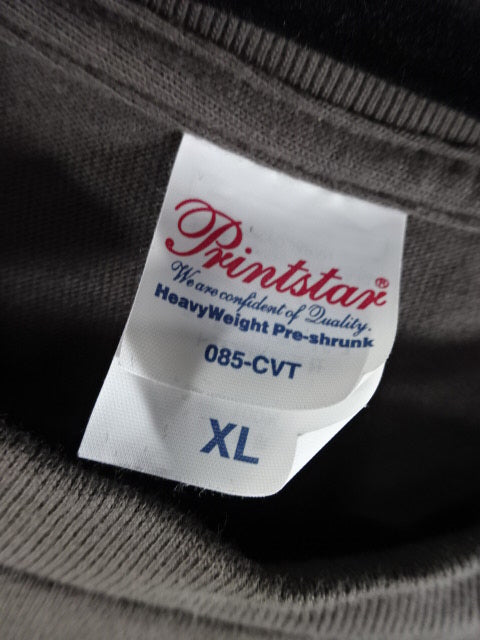 Printstar®
We are confident of Quality.
HeavyWeight Pre-shrunk
085-CVT
XL